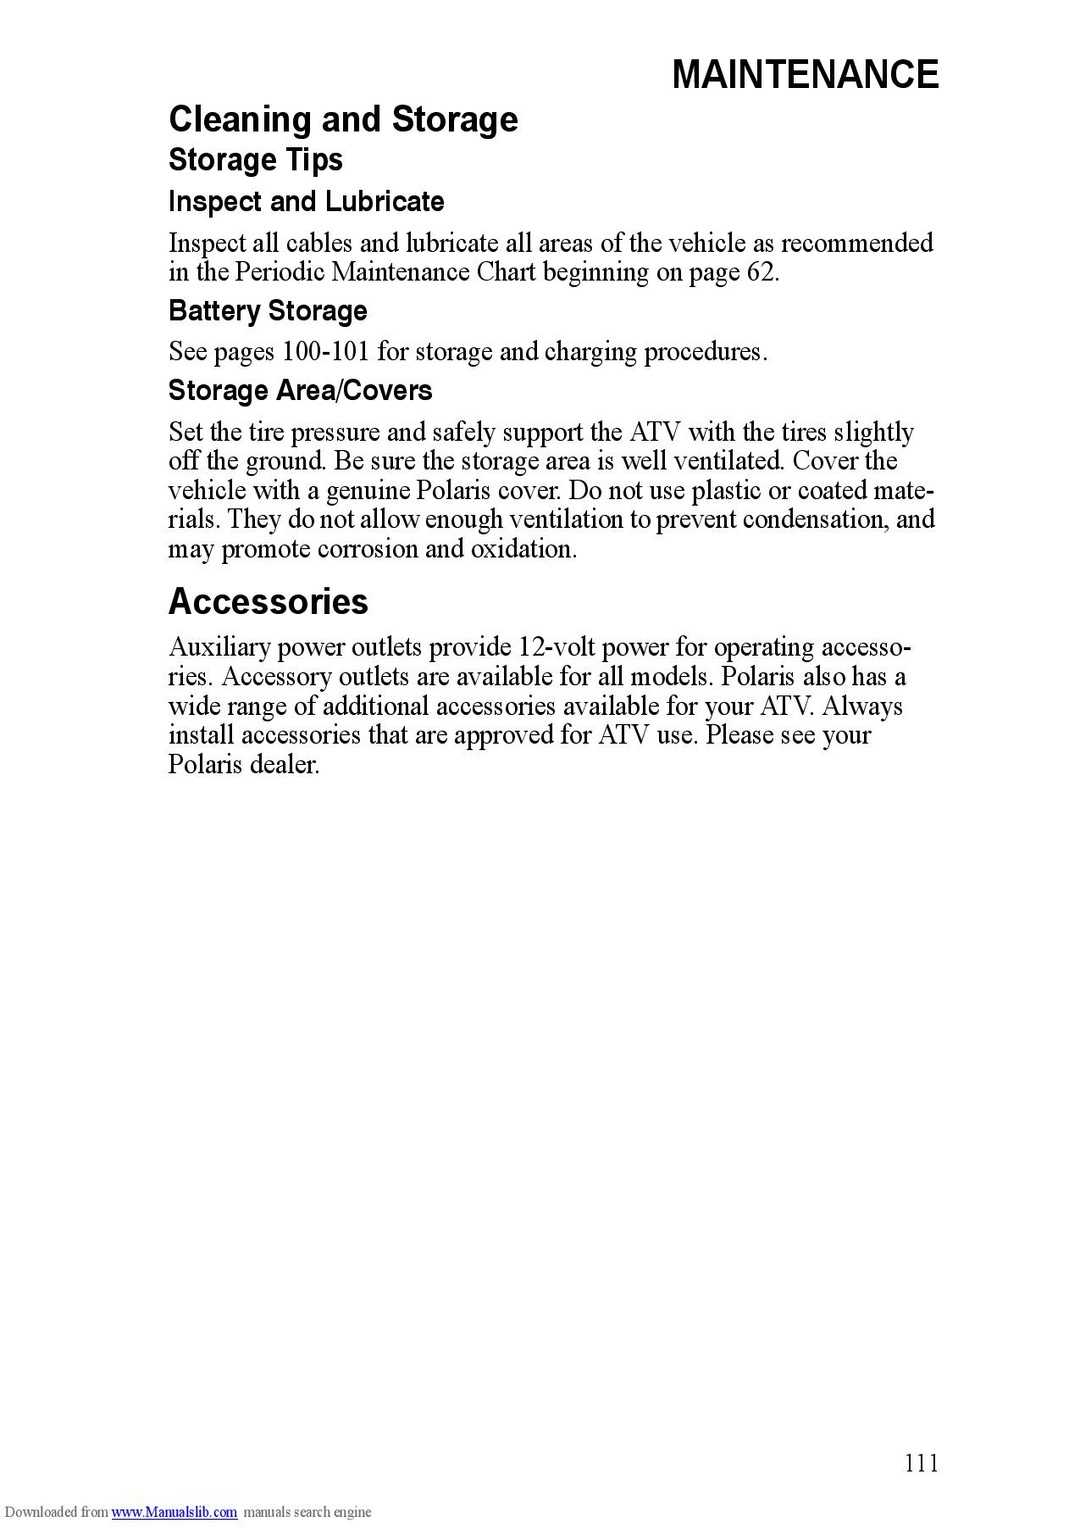 MAINTENANCE
Cleaning and Storage
Storage Tips
Inspect and Lubricate
Inspect all cables and lubricate all areas of the vehicle as recommended
in the Periodic Maintenance Chart beginning on page 62.
Battery Storage
See pages 100-101 for storage and charging procedures.
Storage Area/Covers
Set the tire pressure and safely support the ATV with the tires slightly
off the ground. Be sure the storage area is well ventilated. Cover the
vehicle with a genuine Polaris cover. Do not use plastic or coated mate-
rials. They do not allow enough ventilation to prevent condensation, and
may promote corrosion and oxidation.
Accessories
Auxiliary power outlets provide 12-volt power for operating accesso-
ries. Accessory outlets are available for all models. Polaris also has a
wide range of additional accessories available for your ATV. Always
install accessories that are approved for ATV use. Please see your
Polaris dealer.
111
Downloaded from www.Manualslib.com manuals search engine